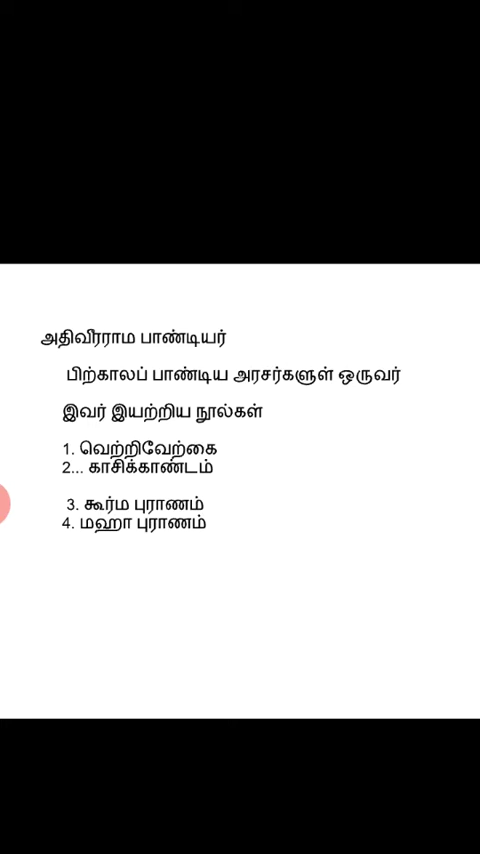 அதிவீரராம பாண்டியர்
பிற்காலப் பாண்டிய அரசர்களுள் ஒருவர்
இவர் இயற்றிய நூல்கள்
1. வெற்றிவேற்கை
2... காசிக்காண்டம்
3. கூர்ம புராணம்
4. மஹா புராணம்